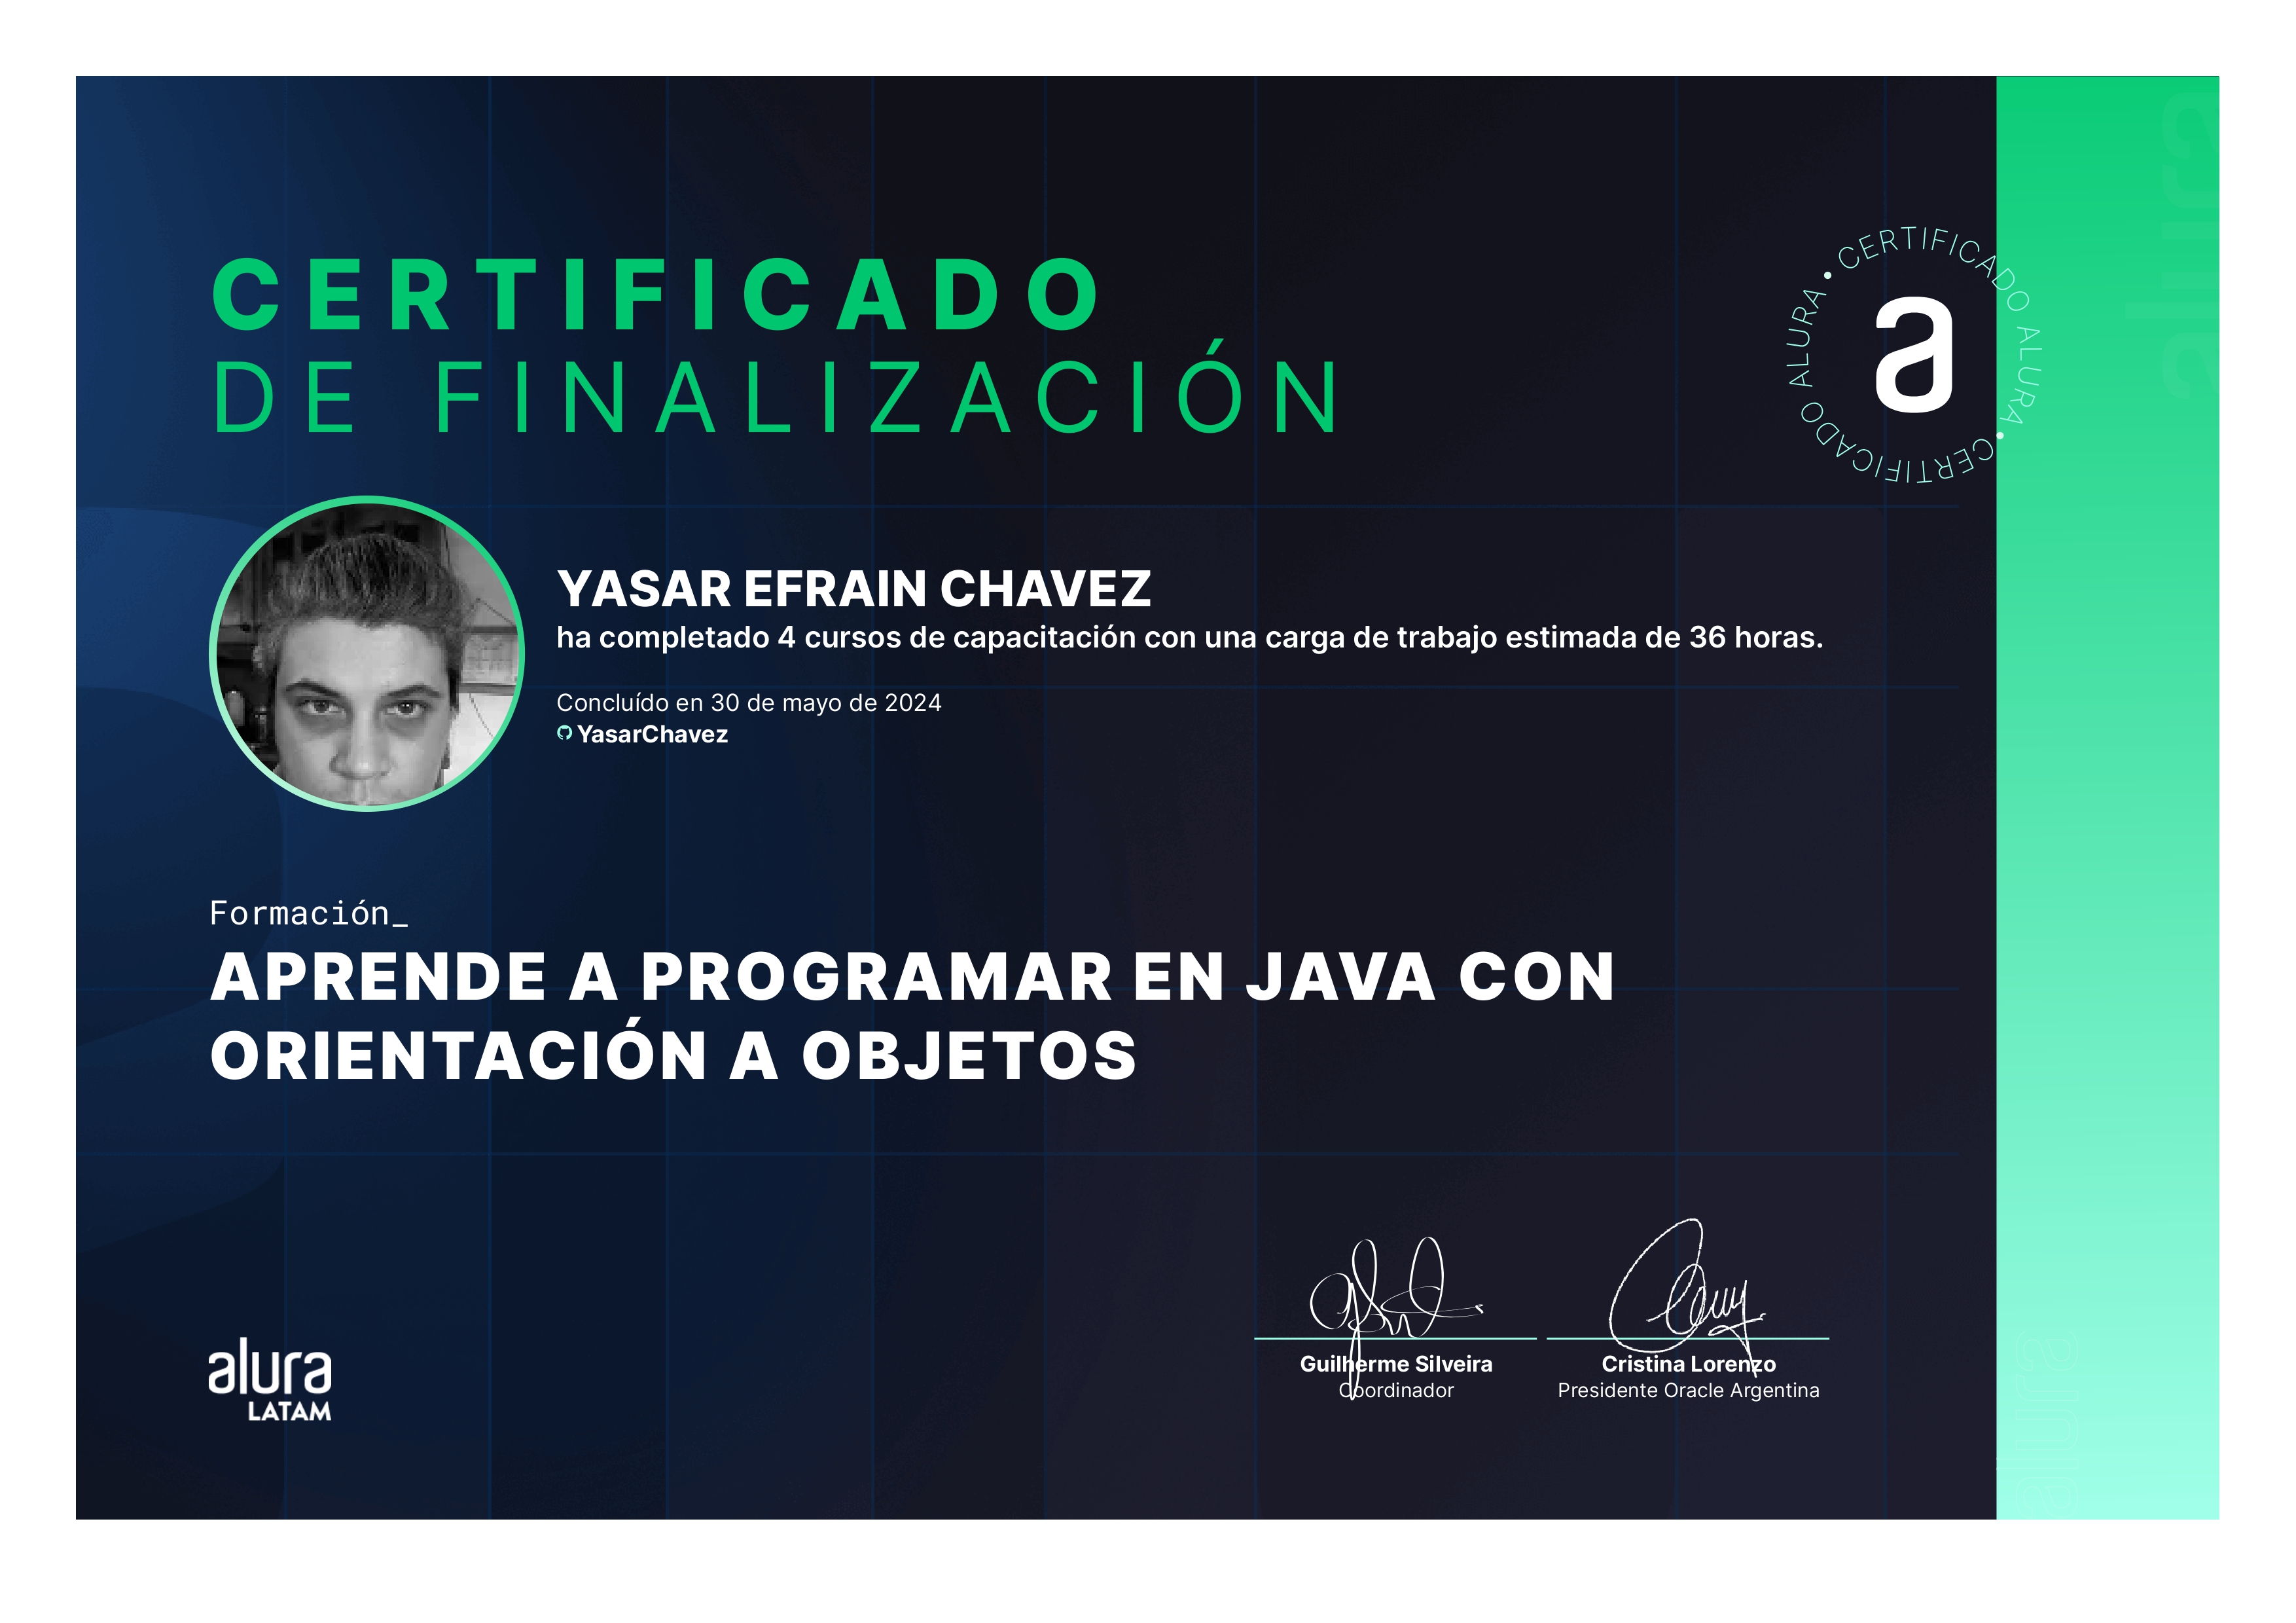 CERTIFICADO
DE FINALIZACIÓN
CERTIFICADO ALURA • CERTIFICADO ALURA •
a
YASAR EFRAIN CHAVEZ
ha completado 4 cursos de capacitación con una carga de trabajo estimada de 36 horas.
Concluído en 30 de mayo de 2024
YasarChavez
Formación_
APRENDE A PROGRAMAR EN JAVA CON
ORIENTACIÓN A OBJETOS
Guilherme Silveira
Coordinador
Cristina Lorenzo
Presidente Oracle Argentina
alura
LATAM
alura
alura